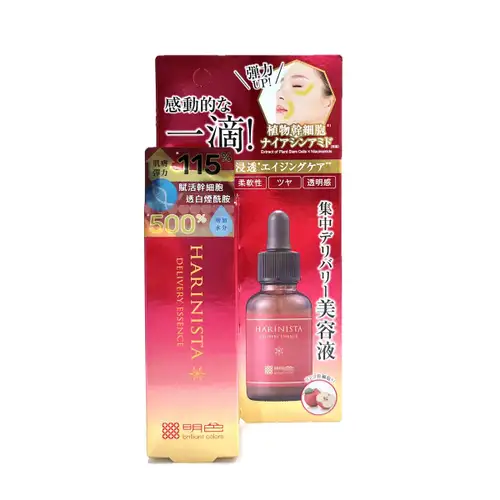 彈力
UP!
感動的な
一滴!
植物幹細胞
ナイアシンアミド
Extract of Plant Stem Cells + Niacinamide
浸透*エイジングケア**
柔軟性
ツヤ
透明感
集中デリバリー美容液
HARINISTA
DELIVERY ESSENCE
明色
肌膚
彈力
115%
賦活幹細胞
透白煙酰胺
500%
增加
水分
HARINISTA
DELIVERY ESSENCE
明色
brilliant colors